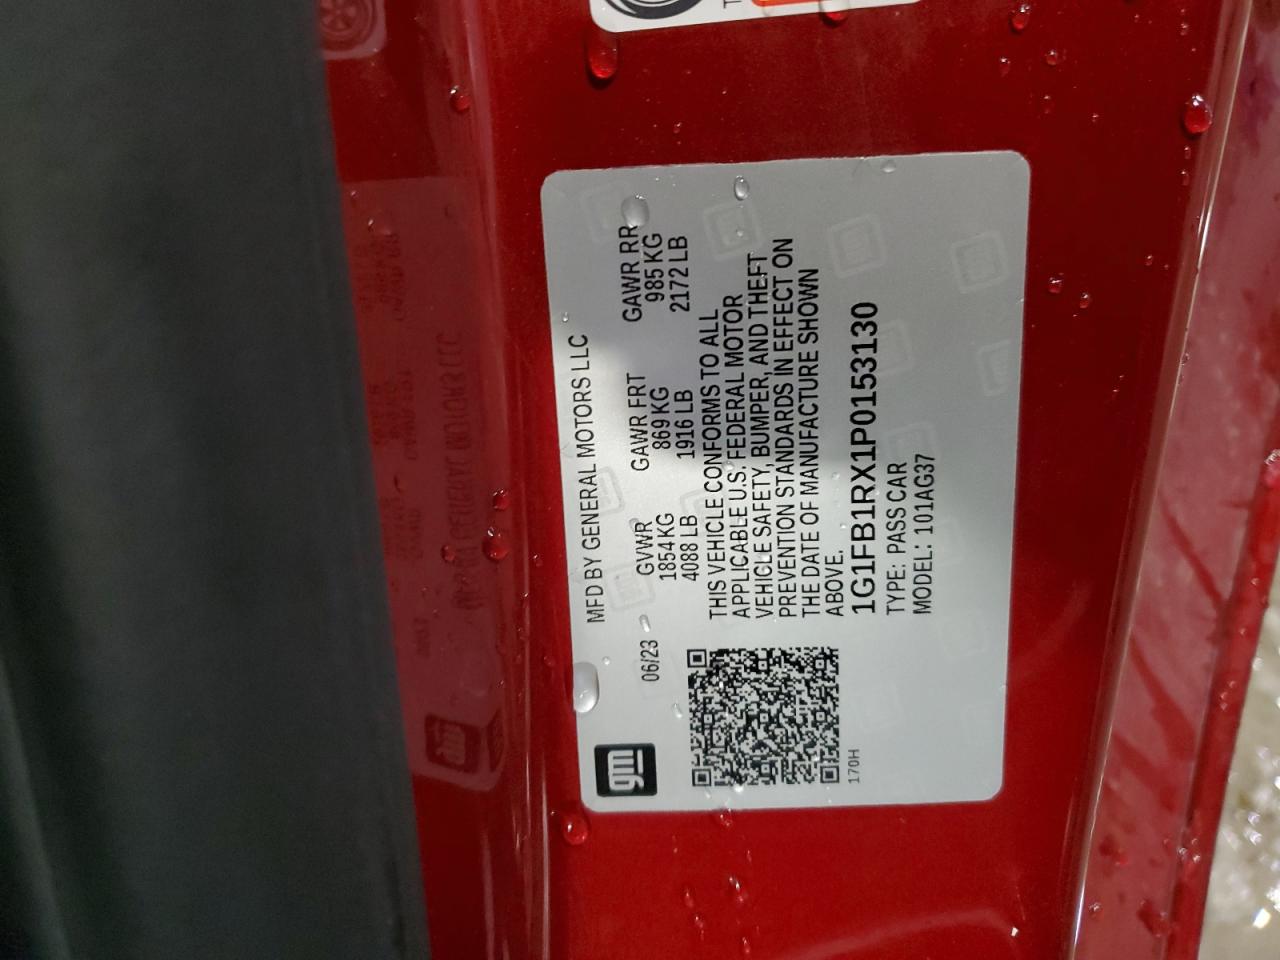 gm
MFD BY GENERAL MOTORS LLC
06/23
GVWR GAWR FRT GAWR RR
1854 KG 869 KG 985 KG
4088 LB 1916 LB 2172 LB
THIS VEHICLE CONFORMS TO ALL
APPLICABLE U.S. FEDERAL MOTOR
VEHICLE SAFETY, BUMPER, AND THEFT
PREVENTION STANDARDS IN EFFECT ON
THE DATE OF MANUFACTURE SHOWN
ABOVE.
1G1FB1RX1P0153130
TYPE: PASS CAR
MODEL: 101AG37
170H